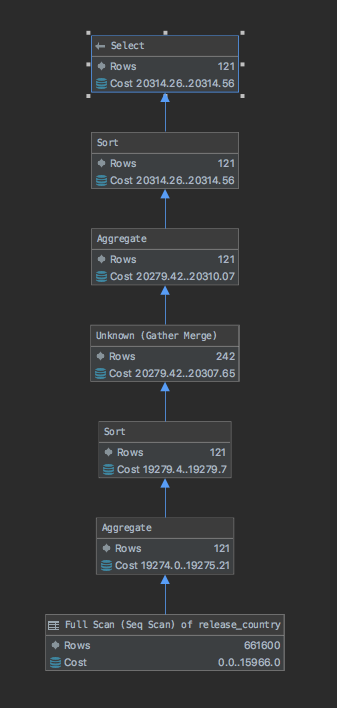 Select
Rows 121
Cost 20314.26..20314.56
Sort
Rows 121
Cost 20314.26..20314.56
Aggregate
Rows 121
Cost 20279.42..20310.07
Unknown (Gather Merge)
Rows 242
Cost 20279.42..20307.65
Sort
Rows 121
Cost 19279.4..19279.7
Aggregate
Rows 121
Cost 19274.0..19275.21
Full Scan (Seq Scan) of release_country
Rows 661600
Cost 0.0..15966.0